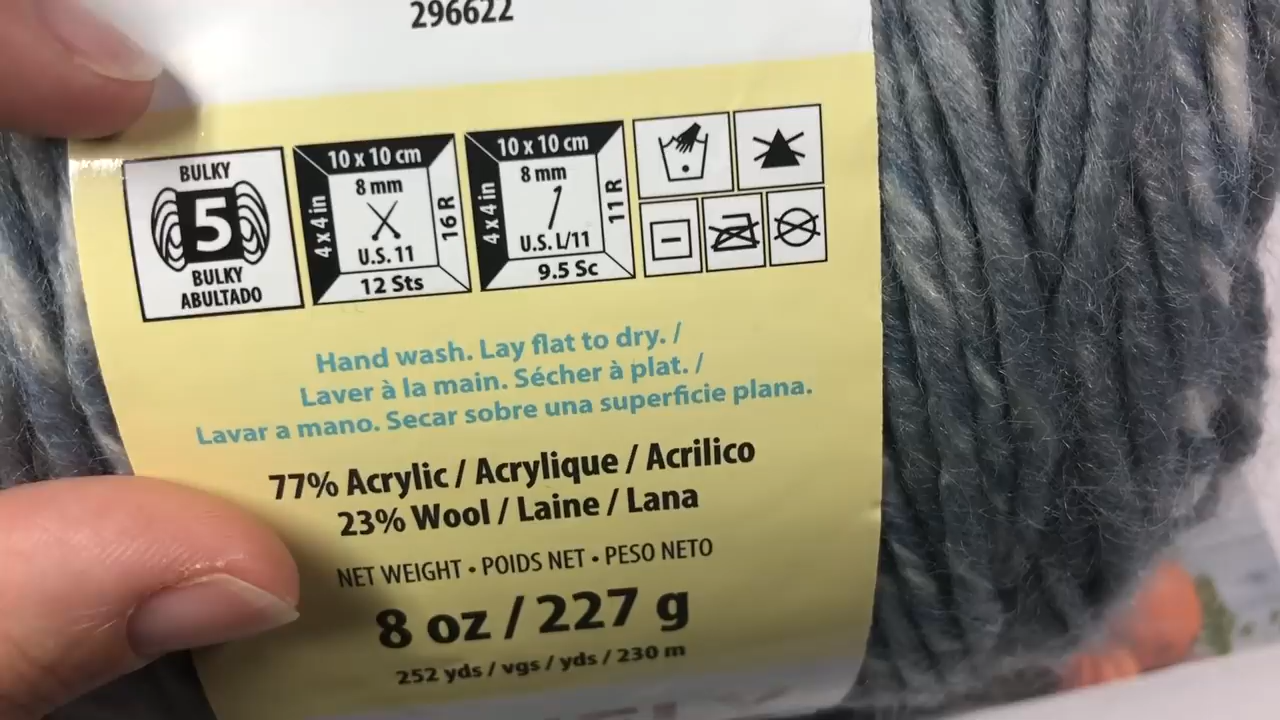 296622
BULKY
5
BULKY
ABULTADO
10 x 10 cm
4 x 4 in
8 mm
U.S. 11
16 R
12 Sts
10 x 10 cm
4 x 4 in
8 mm
U.S. L/11
11 R
9.5 Sc
Hand wash. Lay flat to dry. /
Laver à la main. Sécher à plat. /
Lavar a mano. Secar sobre una superficie plana.
77% Acrylic / Acrylique / Acrilico
23% Wool / Laine / Lana
NET WEIGHT • POIDS NET • PESO NETO
8 oz / 227 g
252 yds / vgs / yds / 230 m